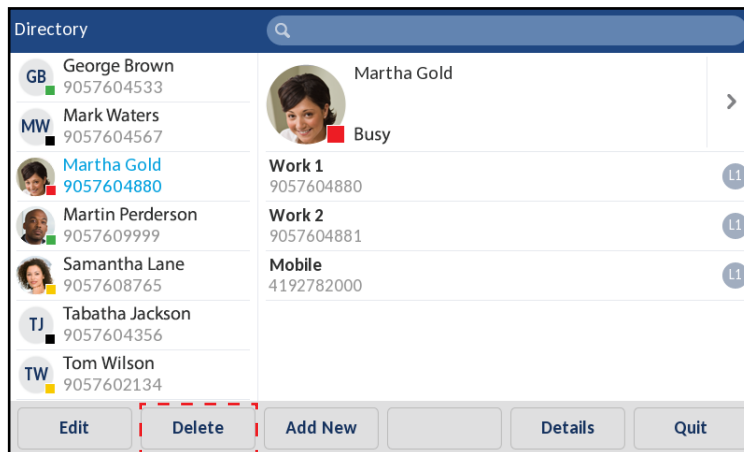 Directory
GB
George Brown
9057604533
MW
Mark Waters
9057604567
Martha Gold
9057604880
Martin Perderson
9057609999
Samantha Lane
9057608765
TJ
Tabatha Jackson
9057604356
TW
Tom Wilson
9057602134
Martha Gold
Busy
Work 1
9057604880
L1
Work 2
9057604881
L1
Mobile
4192782000
L1
Edit
Delete
Add New
Details
Quit